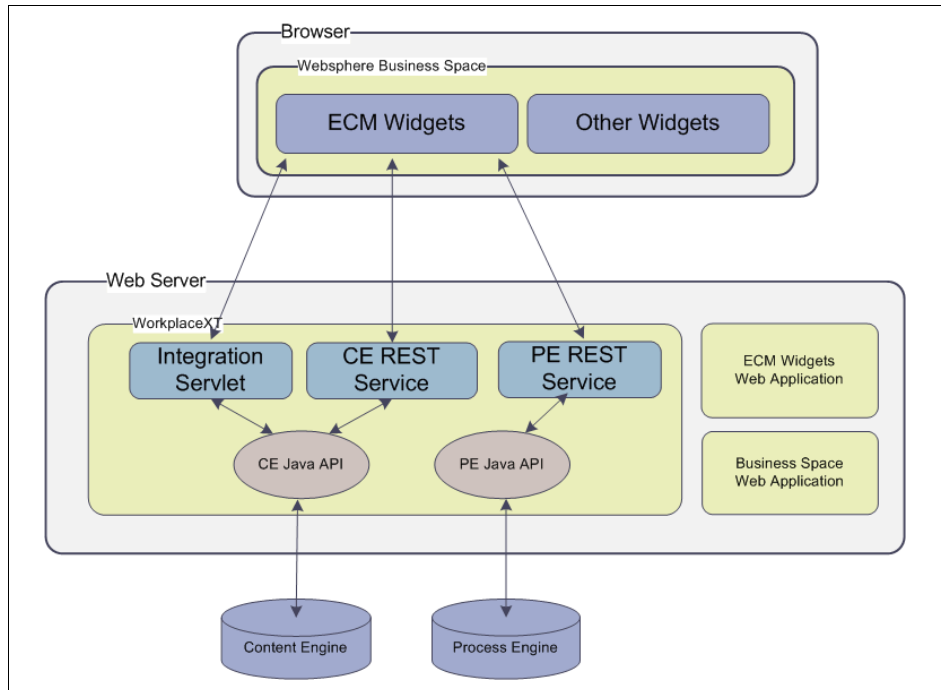 Browser
Websphere Business Space
ECM Widgets
Other Widgets
Web Server
WorkplaceXT
Integration
Servlet
CE REST
Service
PE REST
Service
ECM Widgets
Web Application
CE Java API
PE Java API
Business Space
Web Application
Content Engine
Process Engine